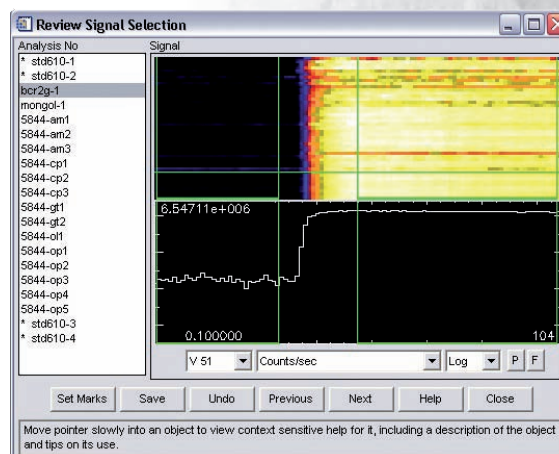 Review Signal Selection
Analysis No
Signal
* std610-1
* std610-2
bcr2g-1
mongol-1
5844-am1
5844-am2
5844-am3
5844-cp1
5844-cp2
5844-cp3
5844-gt1
5844-gt2
5844-ol1
5844-op1
5844-op2
5844-op3
5844-op4
5844-op5
* std610-3
* std610-4
6.54711e+006
0.100000
104
V 51
Counts/sec
Log
P
F
Set Marks
Save
Undo
Previous
Next
Help
Close
Move pointer slowly into an object to view context sensitive help for it, including a description of the object
and tips on its use.